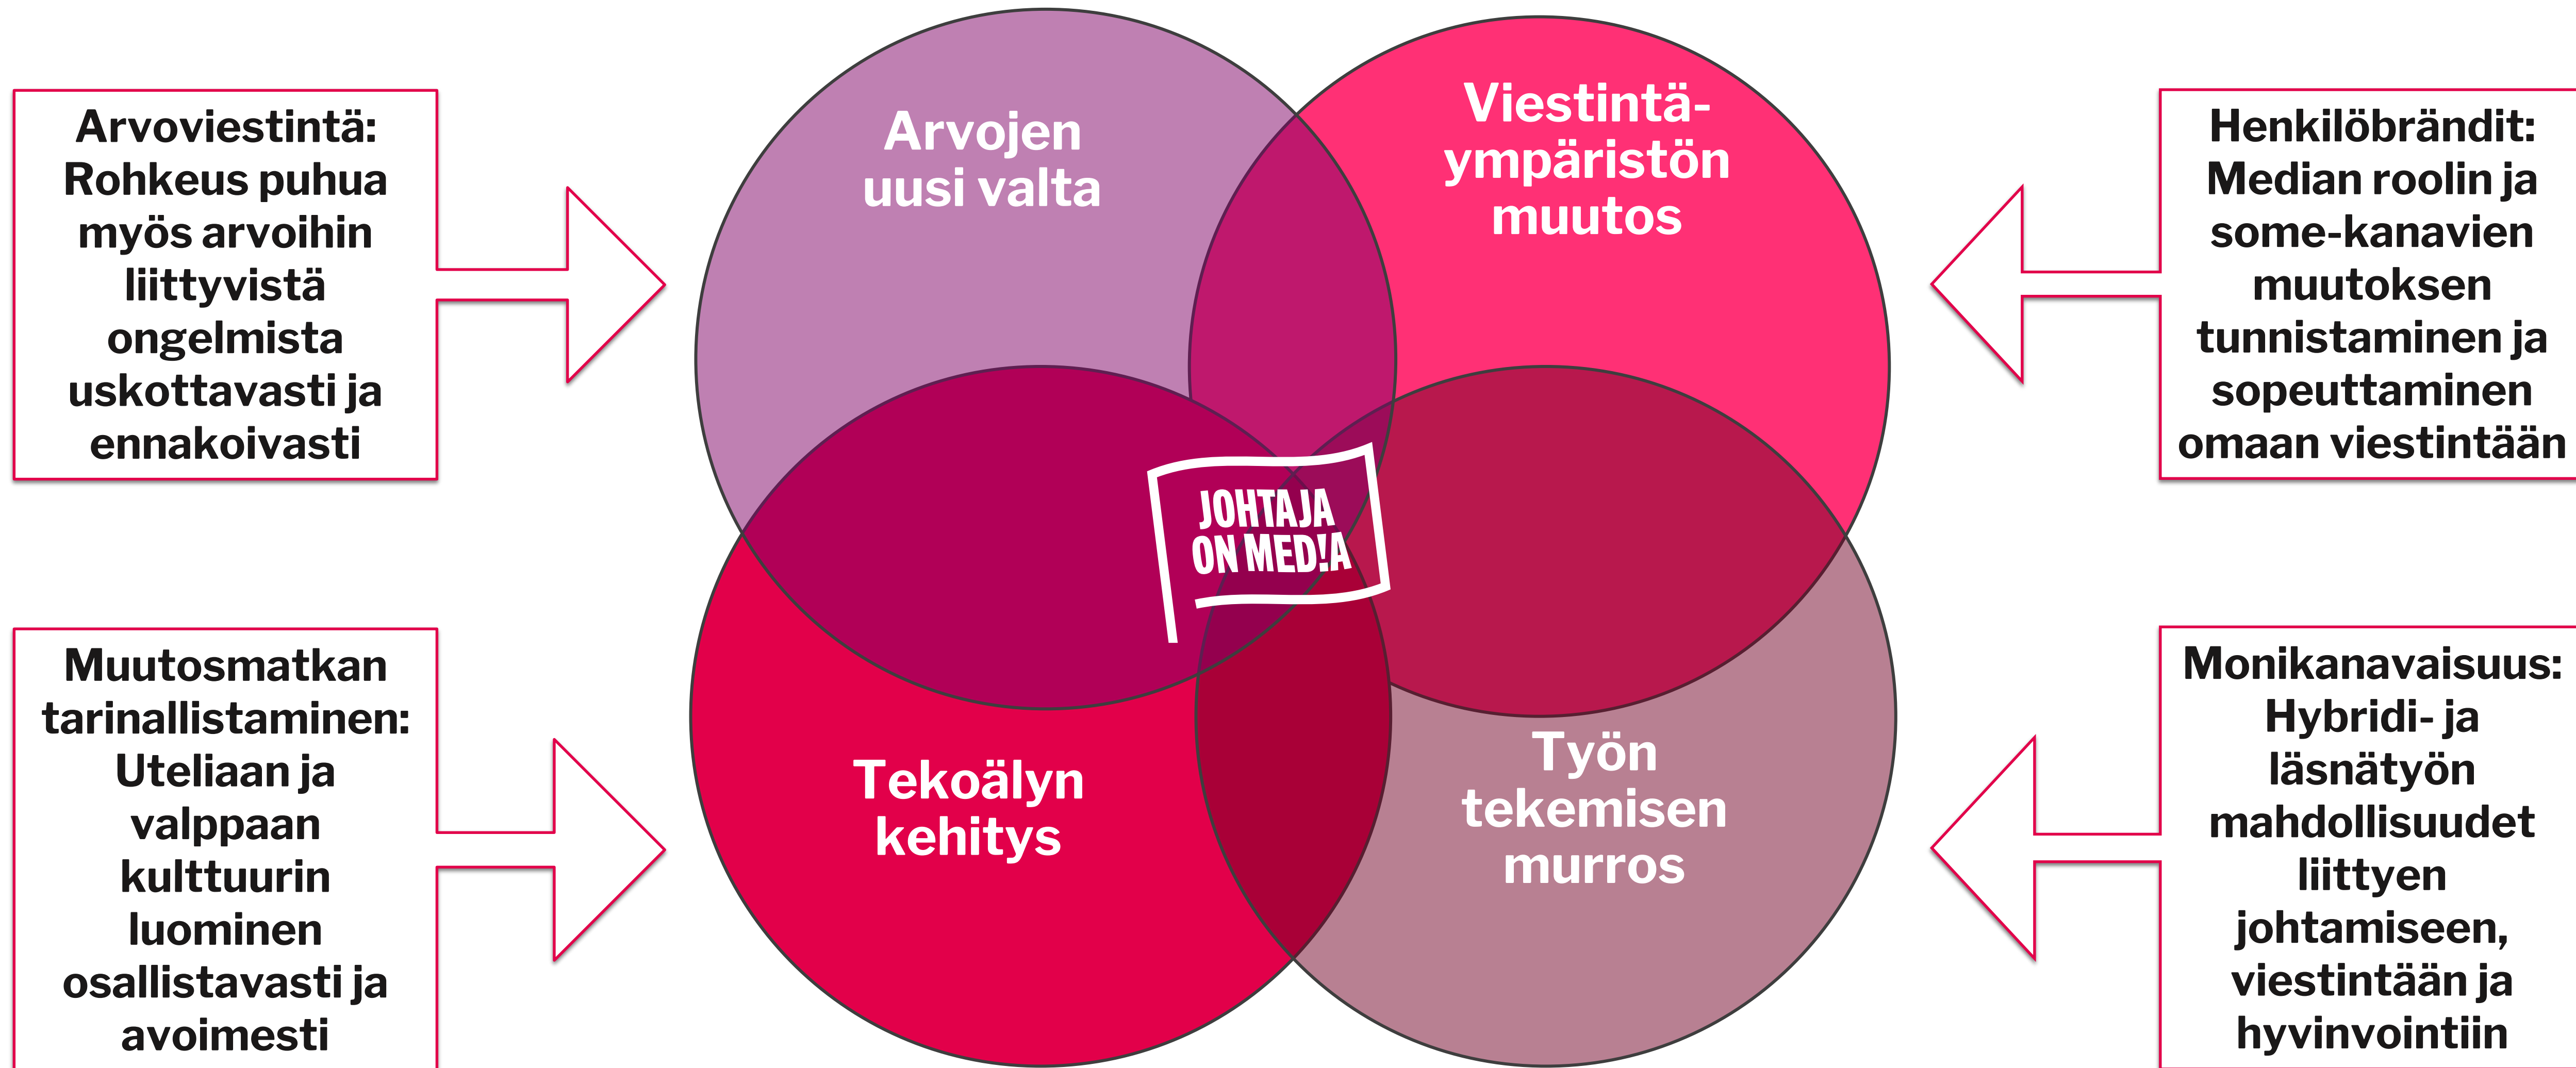 Arvoviestintä:
Rohkeus puhua
myös arvoihin
liittyvistä
ongelmista
uskottavasti ja
ennakoivasti
Arvojen
uusi valta
Viestintä-
ympäristön
muutos
Henkilöbrändit:
Median roolin ja
some-kanavien
muutoksen
tunnistaminen ja
sopeuttaminen
omaan viestintään
JOHTAJA
ON MED!A
Muutosmatkan
tarinallistaminen:
Uteliaan ja
valppaan
kulttuurin
luominen
osallistavasti ja
avoimesti
Tekoälyn
kehitys
Työn
tekemisen
murros
Monikanavaisuus:
Hybridi- ja
läsnätyön
mahdollisuudet
liittyen
johtamiseen,
viestintään ja
hyvinvointiin